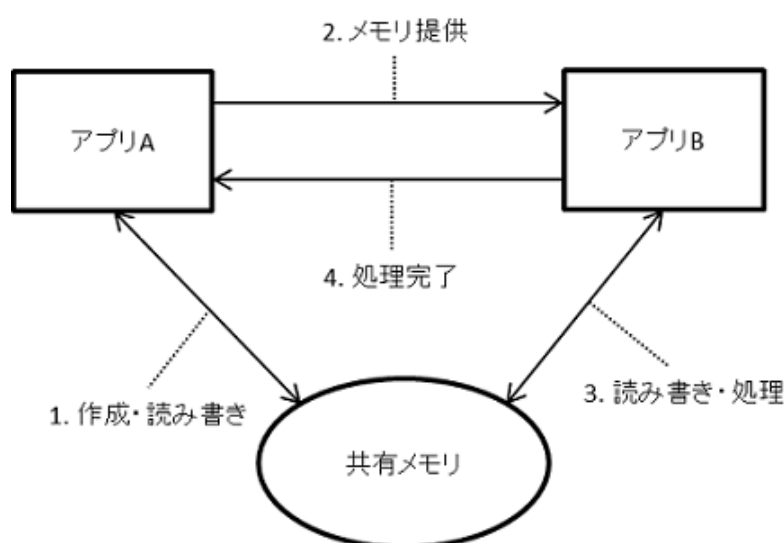 2. メモリ提供
アプリA
アプリB
4. 処理完了
1. 作成・読み書き
3. 読み書き・処理
共有メモリ